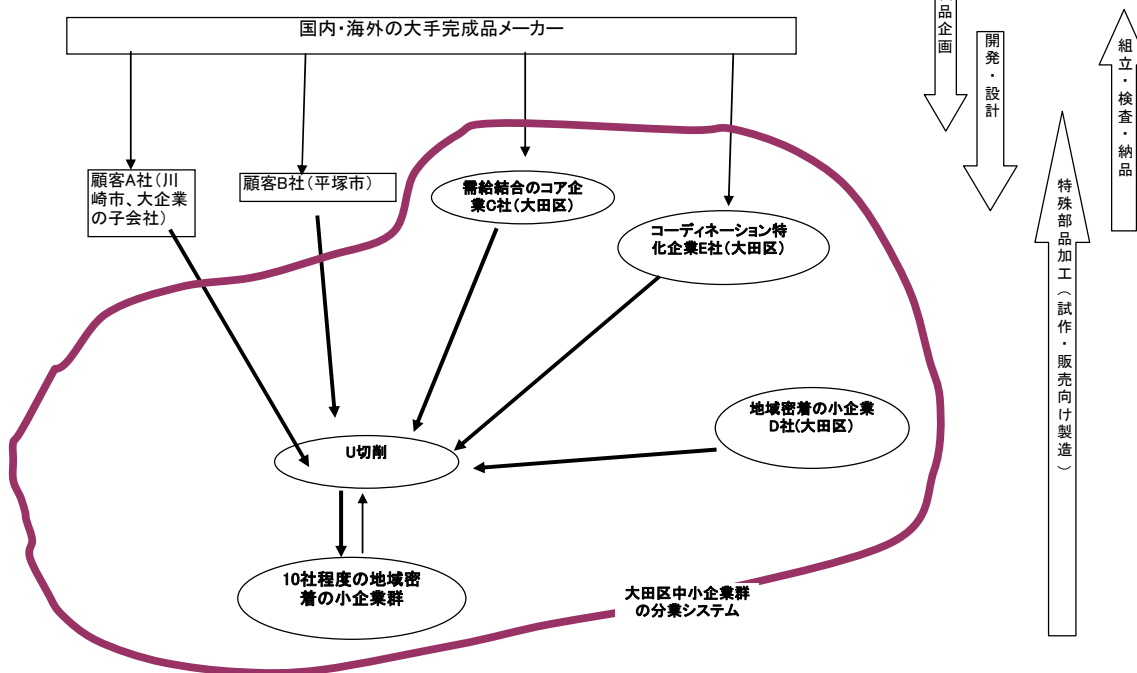 国内・海外の大手完成品メーカー
顧客A社(川
崎市、大企業
の子会社)
顧客B社(平塚市)
需給結合のコア企
業C社(大田区)
コーディネーション特
化企業E社(大田区)
地域密着の小企業
D社(大田区)
U切削
10社程度の地域密
着の小企業群
大田区中小企業群
の分業システム
品企画
開発・設計
組立・検査・納品
特殊部品加工(試作・販売向け製造)